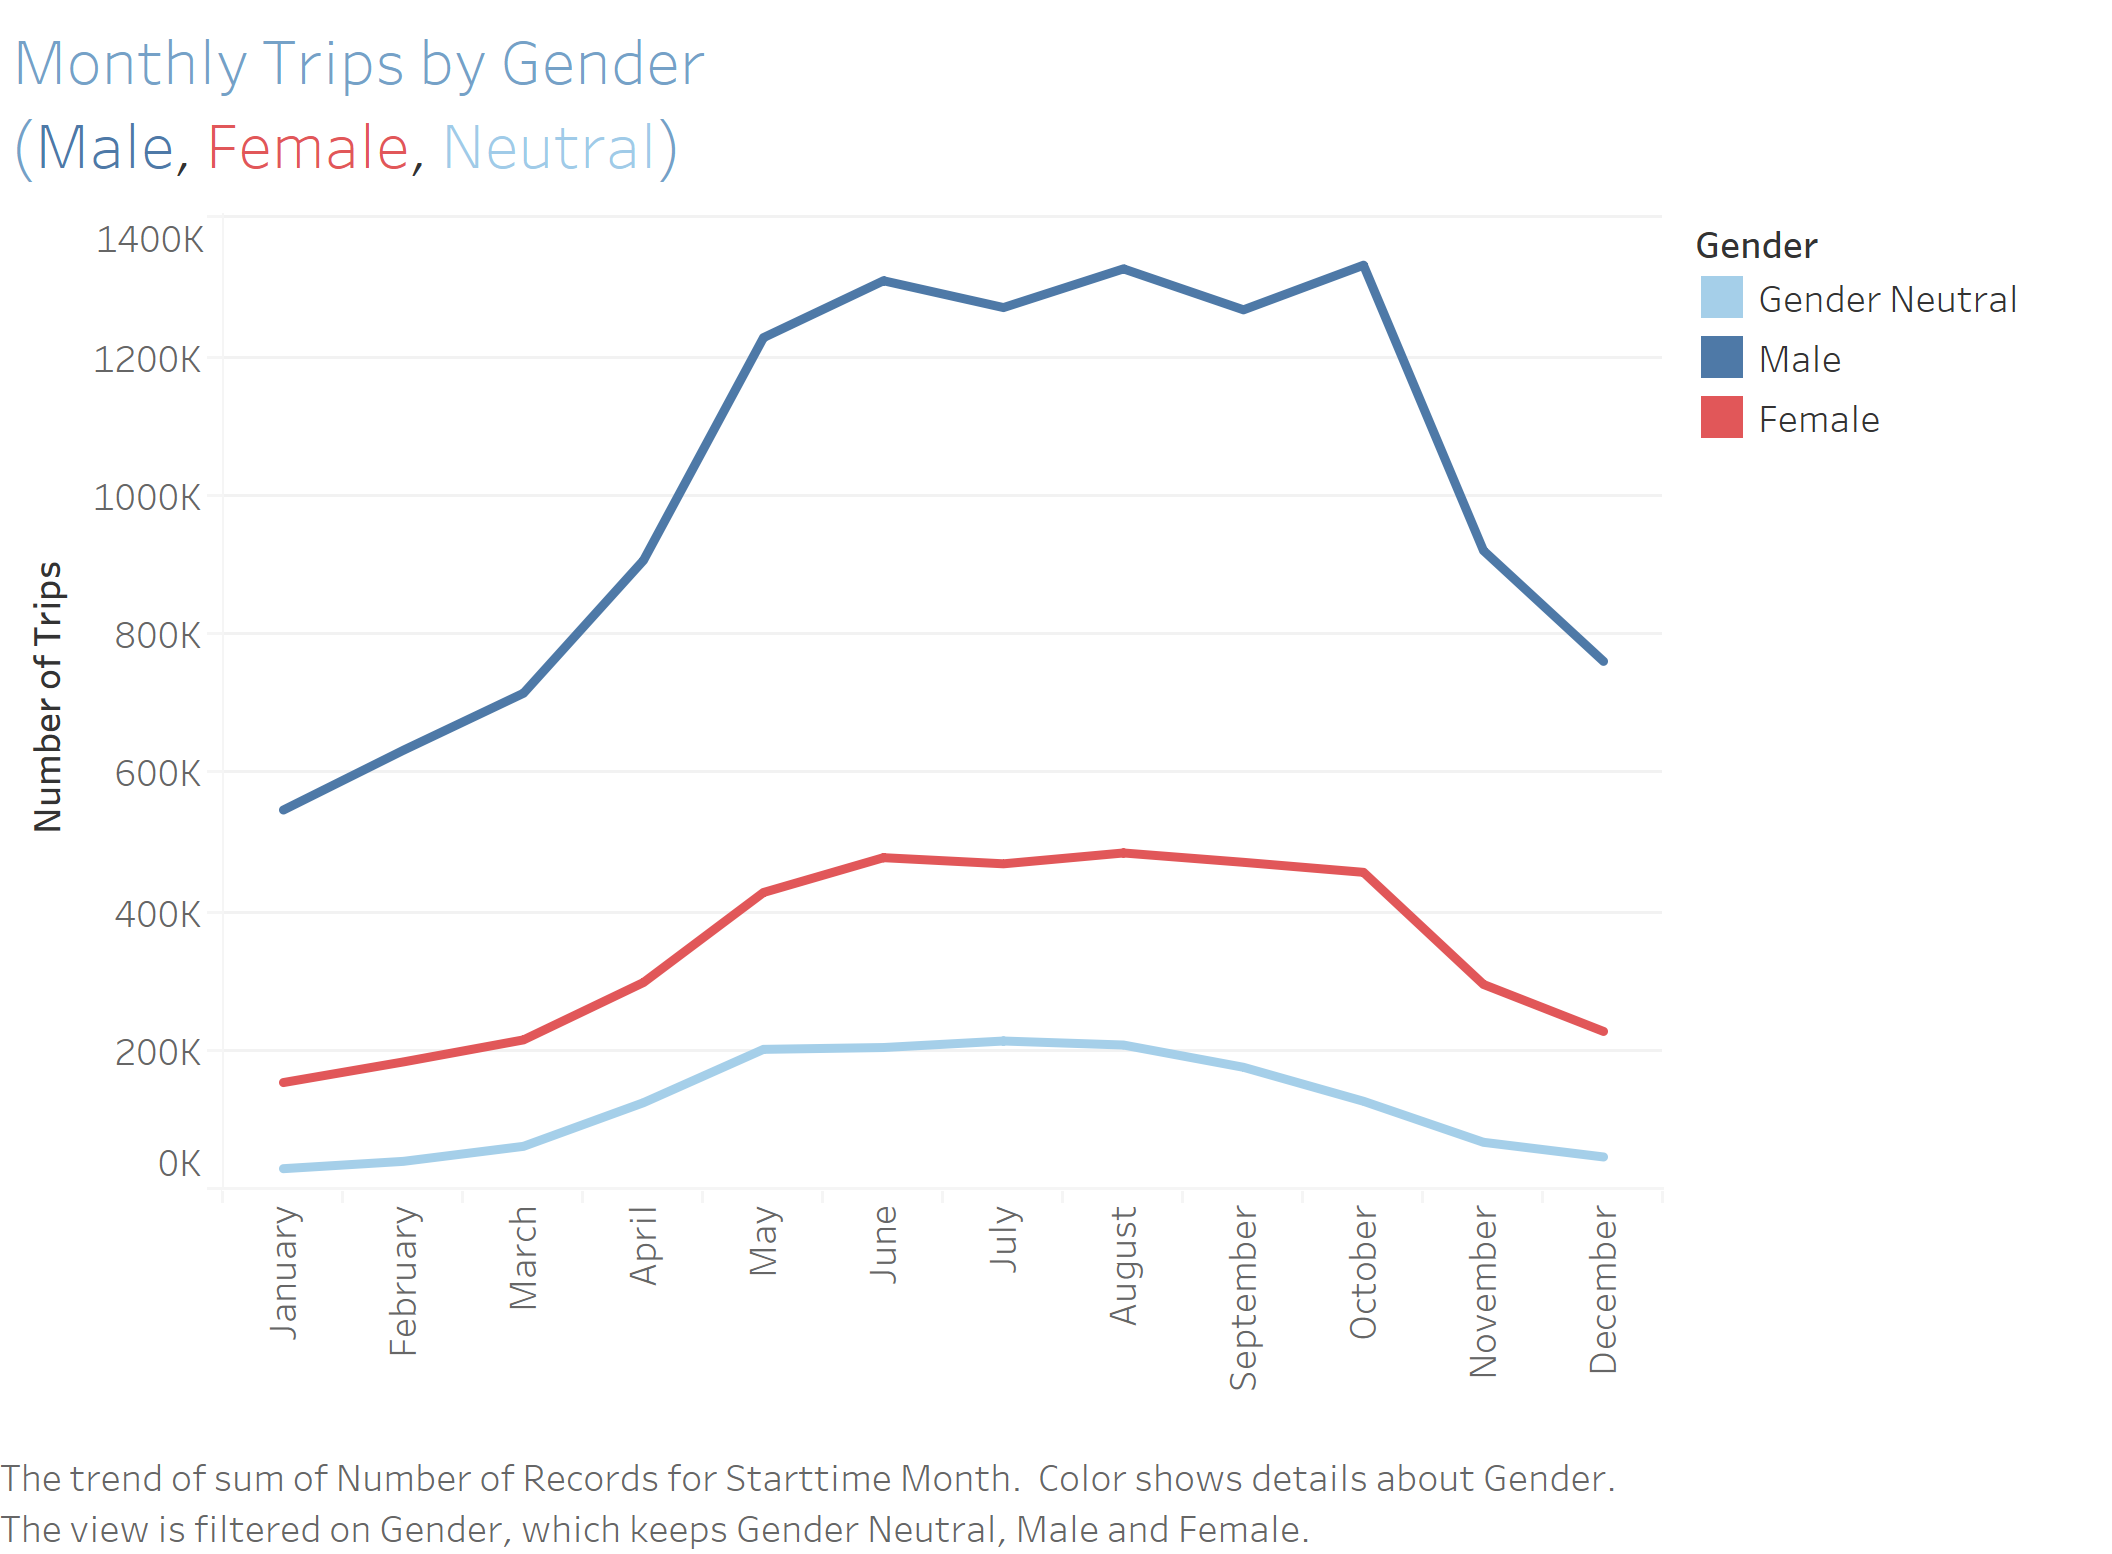 Monthly Trips by Gender
(Male, Female, Neutral)
1400K
1200K
1000K
800K
600K
400K
200K
0K
Number of Trips
January
February
March
April
May
June
July
August
September
October
November
December
Gender
Gender Neutral
Male
Female
The trend of sum of Number of Records for Starttime Month.  Color shows details about Gender.
The view is filtered on Gender, which keeps Gender Neutral, Male and Female.